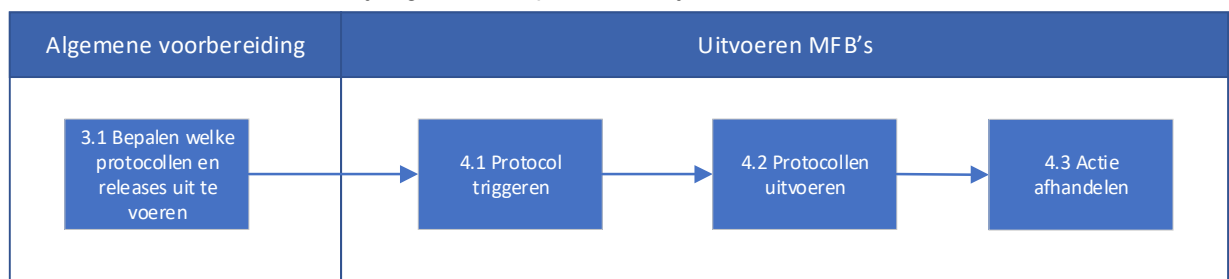 Algemene voorbereiding
Uitvoeren MFB's
3.1 Bepalen welke
protocollen en
releases uit te
voeren
4.1 Protocol
triggeren
4.2 Protocollen
uitvoeren
4.3 Actie
afhandelen